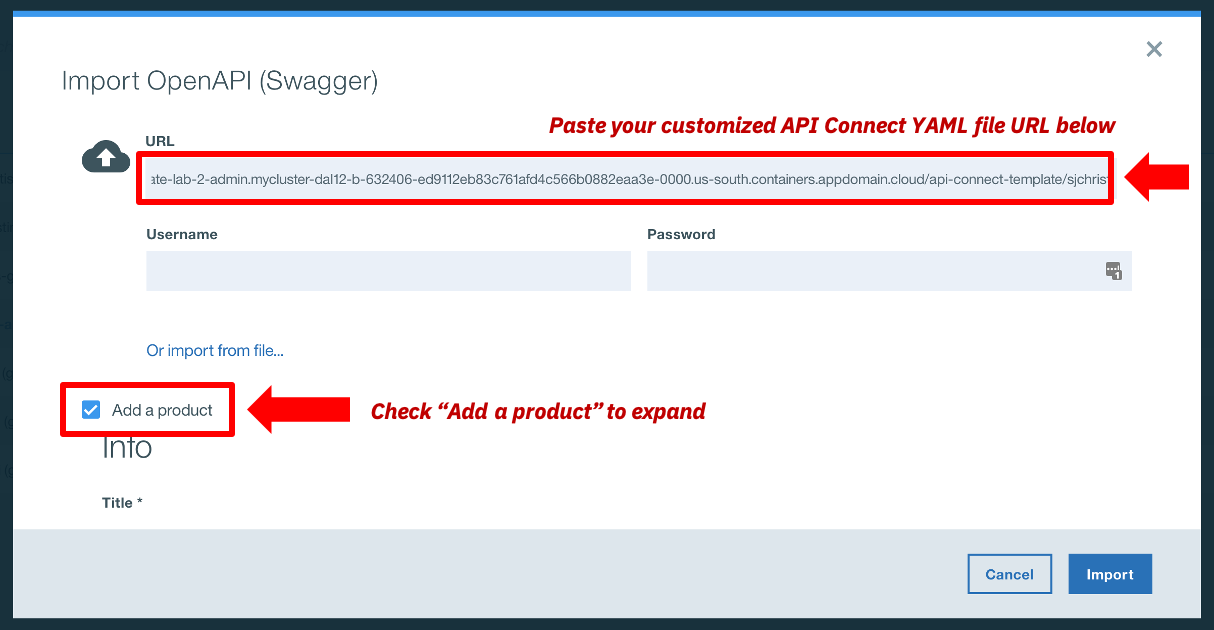 Import OpenAPI (Swagger)
Paste your customized API Connect YAML file URL below
URL
ate-lab-2-admin.mycluster-dal12-b-632406-ed9112eb83c761afd4c566b0882eaa3e-0000.us-south.containers.appdomain.cloud/api-connect-template/sjchris
Username
Password
1
Or import from file...
Add a product
Check “Add a product” to expand
Info
Title *
Cancel
Import